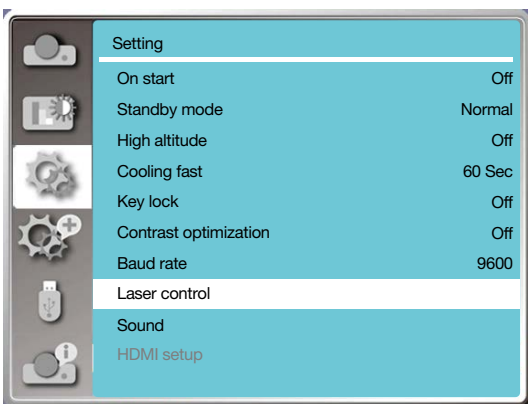 Setting
On start Off
Standby mode Normal
High altitude Off
Cooling fast 60 Sec
Key lock Off
Contrast optimization Off
Baud rate 9600
Laser control
Sound
HDMI setup